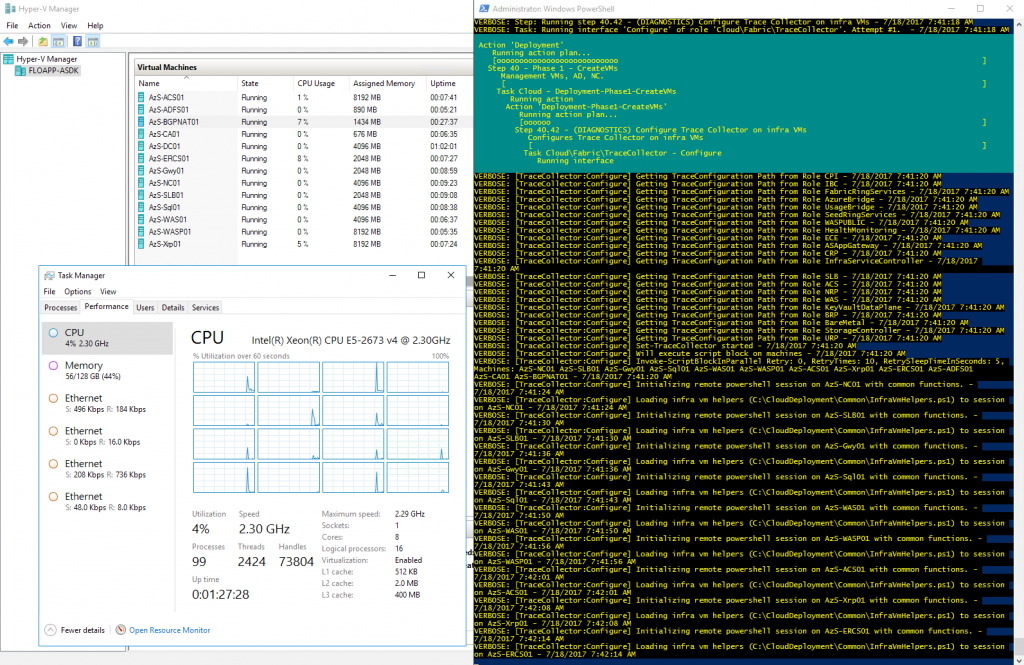 Hyper-V Manager
File Action View Help
Hyper-V Manager
FLOAPP-ASDK
Virtual Machines
Name State CPU Usage Assigned Memory Uptime
AzS-ACS01 Running 1 % 8192 MB 00:07:41
AzS-ADFS01 Running 0 % 890 MB 00:05:21
AzS-BGPNAT01 Running 7 % 1434 MB 00:27:37
AzS-CA01 Running 0 % 676 MB 00:06:35
AzS-DC01 Running 0 % 4096 MB 01:02:01
AzS-ERCS01 Running 8 % 2048 MB 00:07:27
AzS-Gwy01 Running 0 % 2048 MB 00:08:59
AzS-NC01 Running 0 % 4096 MB 00:09:23
AzS-SLB01 Running 0 % 2048 MB 00:09:08
AzS-Sql01 Running 0 % 4096 MB 00:08:38
AzS-WAS01 Running 0 % 4096 MB 00:06:37
AzS-WASP01 Running 0 % 8192 MB 00:05:35
AzS-Xrp01 Running 5 % 8192 MB 00:07:24
Task Manager
File Options View
Processes Performance Users Details Services
CPU
4% 2.30 GHz
Memory
56/128 GB (44%)
Ethernet
S: 496 Kbps R: 184 Kbps
Ethernet
S: 0 Kbps R: 16.0 Kbps
Ethernet
S: 208 Kbps R: 736 Kbps
Ethernet
S: 48.0 Kbps R: 8.0 Kbps
CPU Intel(R) Xeon(R) CPU E5-2673 v4 @ 2.30GHz
% Utilization over 60 seconds 100%
Utilization Speed
4% 2.30 GHz
Processes Threads Handles
99 2424 73804
Up time
0:01:27:28
Maximum speed: 2.29 GHz
Sockets: 1
Cores: 8
Logical processors: 16
Virtualization: Enabled
L1 cache: 512 KB
L2 cache: 2.0 MB
L3 cache: 400 MB
Fewer details Open Resource Monitor
Administrator: Windows PowerShell
VERBOSE: Step: Running step 40.42 - (DIAGNOSTICS) Configure Trace Collector on infra VMs - 7/18/2017 7:41:18 AM
VERBOSE: Task: Running interface 'Configure' of role 'Cloud\Fabric\TraceCollector'. Attempt #1. - 7/18/2017 7:41:18 AM
Action 'Deployment'
Running action plan...
[oooooooooooooooooooooooooooo ]
Step 40 - Phase 1 - CreateVMs
Management VMs, AD, NC.
[ ]
Task Cloud - Deployment-Phase1-CreateVMs
Running action
Action 'Deployment-Phase1-CreateVMs'
Running action plan...
[oooooo ]
Step 40.42 - (DIAGNOSTICS) Configure Trace Collector on infra VMs
Configures Trace Collector on infra VMs
[ ]
Task Cloud\Fabric\TraceCollector - Configure
Running interface
VERBOSE: [TraceCollector:Configure] Getting TraceConfiguration Path from Role CPI - 7/18/2017 7:41:20 AM
VERBOSE: [TraceCollector:Configure] Getting TraceConfiguration Path from Role IBC - 7/18/2017 7:41:20 AM
VERBOSE: [TraceCollector:Configure] Getting TraceConfiguration Path from Role FabricRingServices - 7/18/2017 7:41:20 AM
VERBOSE: [TraceCollector:Configure] Getting TraceConfiguration Path from Role AzureBridge - 7/18/2017 7:41:20 AM
VERBOSE: [TraceCollector:Configure] Getting TraceConfiguration Path from Role UsageBridge - 7/18/2017 7:41:20 AM
VERBOSE: [TraceCollector:Configure] Getting TraceConfiguration Path from Role SeedRingServices - 7/18/2017 7:41:20 AM
VERBOSE: [TraceCollector:Configure] Getting TraceConfiguration Path from Role WASPUBLIC - 7/18/2017 7:41:20 AM
VERBOSE: [TraceCollector:Configure] Getting TraceConfiguration Path from Role HealthMonitoring - 7/18/2017 7:41:20 AM
VERBOSE: [TraceCollector:Configure] Getting TraceConfiguration Path from Role ECE - 7/18/2017 7:41:20 AM
VERBOSE: [TraceCollector:Configure] Getting TraceConfiguration Path from Role ASAppGateway - 7/18/2017 7:41:20 AM
VERBOSE: [TraceCollector:Configure] Getting TraceConfiguration Path from Role CRP - 7/18/2017 7:41:20 AM
VERBOSE: [TraceCollector:Configure] Getting TraceConfiguration Path from Role InfraServiceController - 7/18/2017
7:41:20 AM
VERBOSE: [TraceCollector:Configure] Getting TraceConfiguration Path from Role SLB - 7/18/2017 7:41:20 AM
VERBOSE: [TraceCollector:Configure] Getting TraceConfiguration Path from Role ACS - 7/18/2017 7:41:20 AM
VERBOSE: [TraceCollector:Configure] Getting TraceConfiguration Path from Role NRP - 7/18/2017 7:41:20 AM
VERBOSE: [TraceCollector:Configure] Getting TraceConfiguration Path from Role WAS - 7/18/2017 7:41:20 AM
VERBOSE: [TraceCollector:Configure] Getting TraceConfiguration Path from Role KeyVaultDataPlane - 7/18/2017 7:41:20 AM
VERBOSE: [TraceCollector:Configure] Getting TraceConfiguration Path from Role BRP - 7/18/2017 7:41:20 AM
VERBOSE: [TraceCollector:Configure] Getting TraceConfiguration Path from Role BareMetal - 7/18/2017 7:41:20 AM
VERBOSE: [TraceCollector:Configure] Getting TraceConfiguration Path from Role StorageController - 7/18/2017 7:41:20 AM
VERBOSE: [TraceCollector:Configure] Getting TraceConfiguration Path from Role URP - 7/18/2017 7:41:20 AM
VERBOSE: [TraceCollector:Configure] Set-TraceCollector started - 7/18/2017 7:41:20 AM
VERBOSE: [TraceCollector:Configure] Will execute script block on machines - 7/18/2017 7:41:20 AM
VERBOSE: [TraceCollector:Configure] Invoke-ScriptBlockInParallel Retry: 0, RetryTimes: 10, RetrySleepTimeInSeconds: 5,
Machines: AzS-NC01 AzS-SLB01 AzS-Gwy01 AzS-Sql01 AzS-WAS01 AzS-WASP01 AzS-ACS01 AzS-Xrp01 AzS-ERCS01 AzS-ADFS01
AzS-CA01 AzS-BGPNAT01 - 7/18/2017 7:41:20 AM
VERBOSE: [TraceCollector:Configure] Initializing remote powershell session on AzS-NC01 with common functions. -
7/18/2017 7:41:24 AM
VERBOSE: [TraceCollector:Configure] Loading infra vm helpers (C:\CloudDeployment\Common\InfraVmHelpers.ps1) to session
on AzS-NC01 - 7/18/2017 7:41:24 AM
VERBOSE: [TraceCollector:Configure] Initializing remote powershell session on AzS-SLB01 with common functions. -
7/18/2017 7:41:30 AM
VERBOSE: [TraceCollector:Configure] Loading infra vm helpers (C:\CloudDeployment\Common\InfraVmHelpers.ps1) to session
on AzS-SLB01 - 7/18/2017 7:41:30 AM
VERBOSE: [TraceCollector:Configure] Initializing remote powershell session on AzS-Gwy01 with common functions. -
7/18/2017 7:41:36 AM
VERBOSE: [TraceCollector:Configure] Loading infra vm helpers (C:\CloudDeployment\Common\InfraVmHelpers.ps1) to session
on AzS-Gwy01 - 7/18/2017 7:41:36 AM
VERBOSE: [TraceCollector:Configure] Initializing remote powershell session on AzS-Sql01 with common functions. -
7/18/2017 7:41:43 AM
VERBOSE: [TraceCollector:Configure] Loading infra vm helpers (C:\CloudDeployment\Common\InfraVmHelpers.ps1) to session
on AzS-Sql01 - 7/18/2017 7:41:43 AM
VERBOSE: [TraceCollector:Configure] Initializing remote powershell session on AzS-WAS01 with common functions. -
7/18/2017 7:41:50 AM
VERBOSE: [TraceCollector:Configure] Loading infra vm helpers (C:\CloudDeployment\Common\InfraVmHelpers.ps1) to session
on AzS-WAS01 - 7/18/2017 7:41:50 AM
VERBOSE: [TraceCollector:Configure] Initializing remote powershell session on AzS-WASP01 with common functions. -
7/18/2017 7:41:56 AM
VERBOSE: [TraceCollector:Configure] Loading infra vm helpers (C:\CloudDeployment\Common\InfraVmHelpers.ps1) to session
on AzS-WASP01 - 7/18/2017 7:41:56 AM
VERBOSE: [TraceCollector:Configure] Initializing remote powershell session on AzS-ACS01 with common functions. -
7/18/2017 7:42:01 AM
VERBOSE: [TraceCollector:Configure] Loading infra vm helpers (C:\CloudDeployment\Common\InfraVmHelpers.ps1) to session
on AzS-ACS01 - 7/18/2017 7:42:01 AM
VERBOSE: [TraceCollector:Configure] Initializing remote powershell session on AzS-Xrp01 with common functions. -
7/18/2017 7:42:08 AM
VERBOSE: [TraceCollector:Configure] Loading infra vm helpers (C:\CloudDeployment\Common\InfraVmHelpers.ps1) to session
on AzS-Xrp01 - 7/18/2017 7:42:08 AM
VERBOSE: [TraceCollector:Configure] Initializing remote powershell session on AzS-ERCS01 with common functions. -
7/18/2017 7:42:14 AM
VERBOSE: [TraceCollector:Configure] Loading infra vm helpers (C:\CloudDeployment\Common\InfraVmHelpers.ps1) to session
on AzS-ERCS01 - 7/18/2017 7:42:14 AM